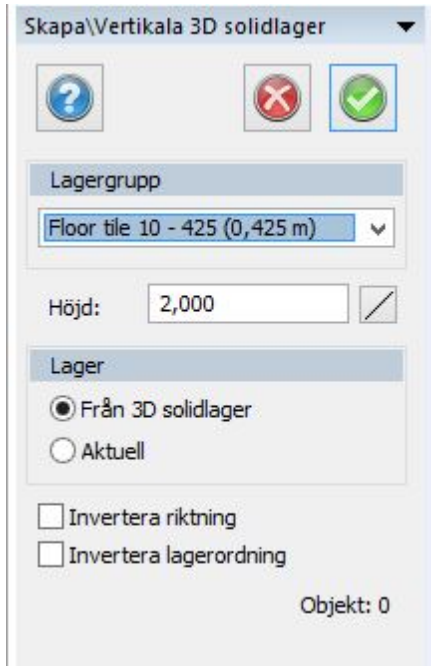 Skapa\Vertikala 3D solidlager
Lagergrupp
Floor tile 10 - 425 (0,425 m)
Höjd: 2,000
Lager
Från 3D solidlager
Aktuell
Invertera riktning
Invertera lagerordning
Objekt: 0